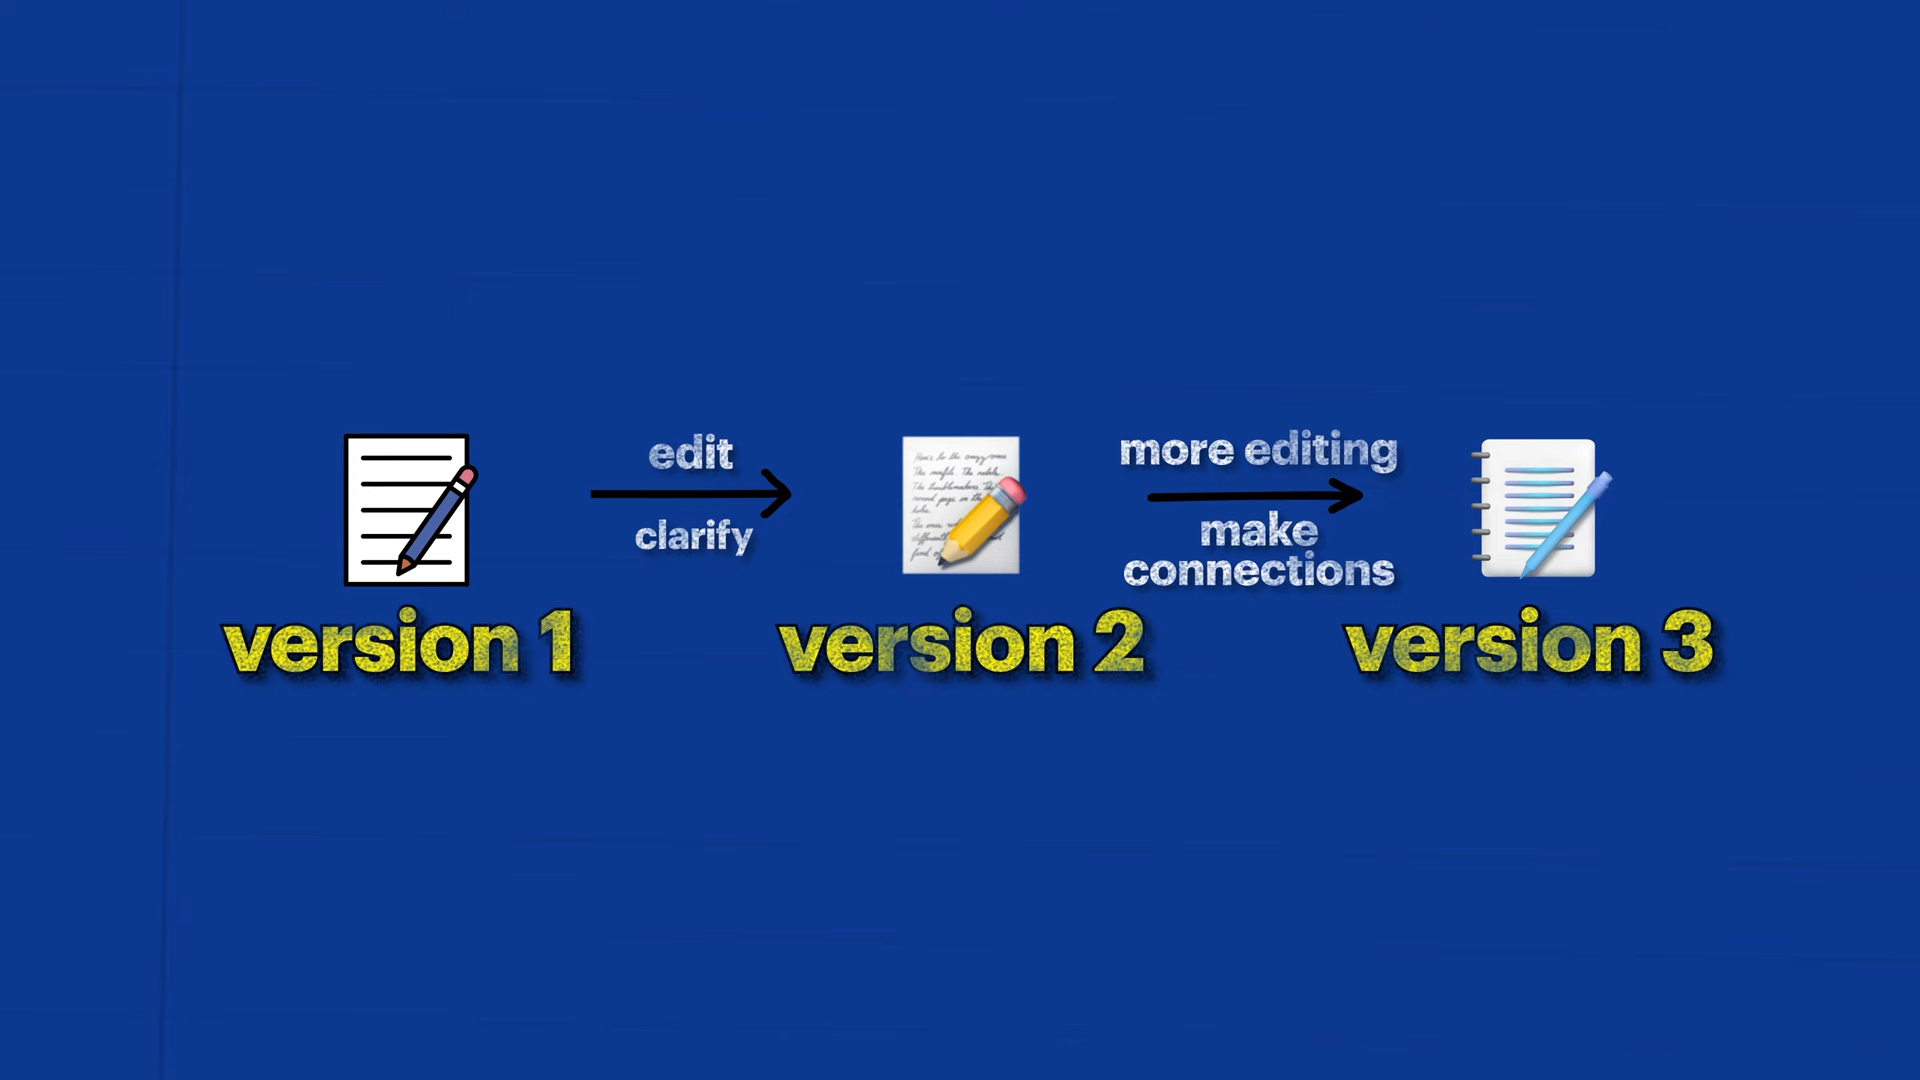 edit
clarify
more editing
make
connections
version 1
version 2
version 3